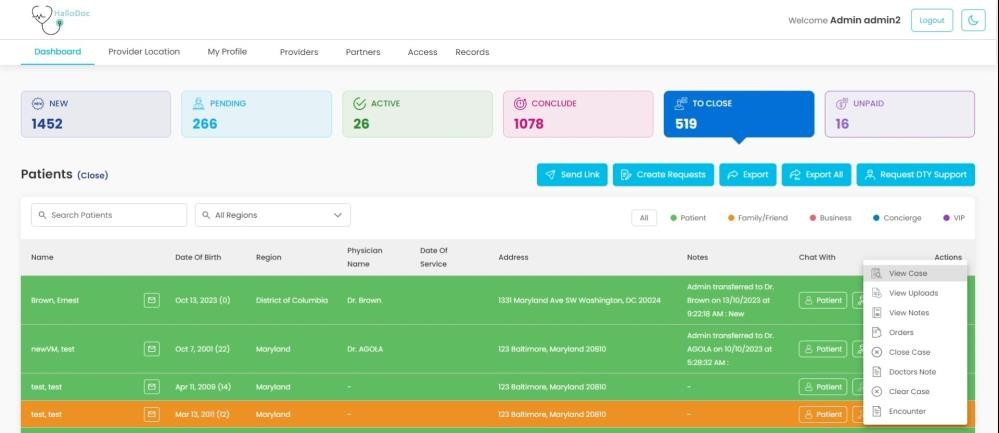 HalloDoc
Welcome Admin admin2
Logout
Dashboard Provider Location My Profile Providers Partners Access Records
NEW PENDING ACTIVE CONCLUDE TO CLOSE UNPAID
1452 266 26 1078 519 16
Patients (Close)
Send Link Create Requests Export Export All Request DTY Support
Search Patients All Regions All Patient Family/Friend Business Concierge VIP
Name Date Of Birth Region Physician Name Date Of Service Address Notes Chat With Actions
Brown, Ernest Oct 13, 2023 (0) District of Columbia Dr. Brown 1331 Maryland Ave SW Washington, DC 20024 Admin transferred to Dr. Brown on 13/10/2023 at 9:22:18 AM : New Patient
newVM, test Oct 7, 2001 (22) Maryland Dr. AGOLA 123 Baltimore, Maryland 20810 Admin transferred to Dr. AGOLA on 10/10/2023 at 5:28:32 AM : Patient
test, test Apr 11, 2009 (14) Maryland - 123 Baltimore, Maryland 20810 - Patient
test, test Mar 13, 2011 (12) Maryland - 123 Baltimore, Maryland 20810 - Patient
View Case
View Uploads
View Notes
Orders
Close Case
Doctors Note
Clear Case
Encounter